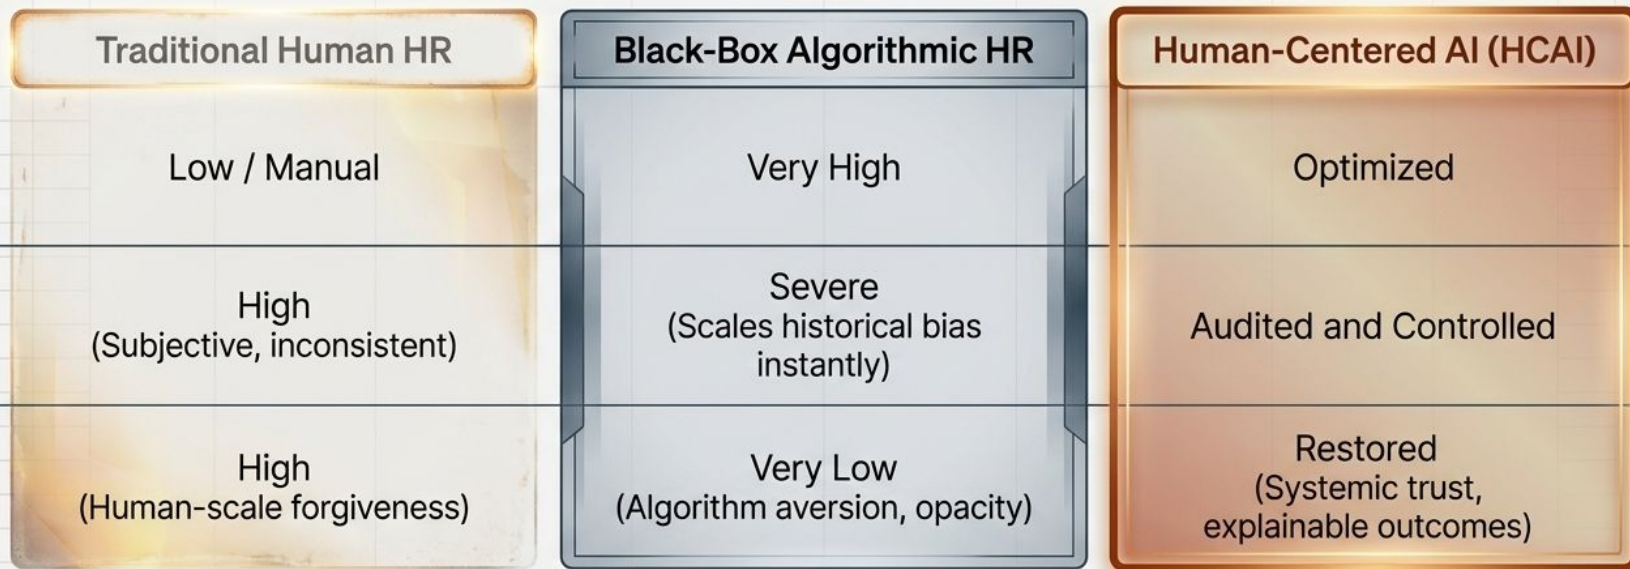 Traditional Human HR
Black-Box Algorithmic HR
Human-Centered AI (HCAI)
Low / Manual
Very High
Optimized
High
(Subjective, inconsistent)
Severe
(Scales historical bias
instantly)
Audited and Controlled
High
(Human-scale forgiveness)
Very Low
(Algorithm aversion, opacity)
Restored
(Systemic trust,
explainable outcomes)